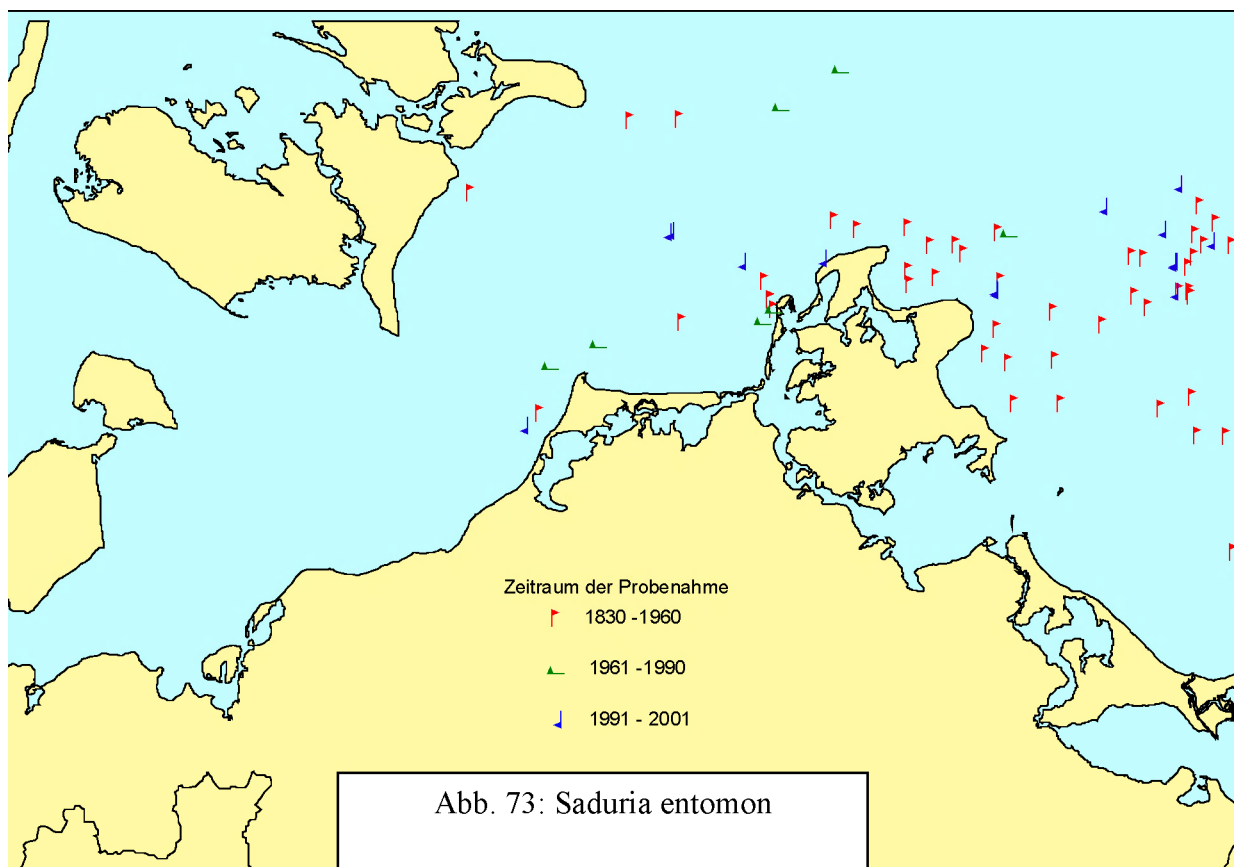 Zeitraum der Probenahme
1830 -1960
1961 -1990
1991 - 2001
Abb. 73: Saduria entomon